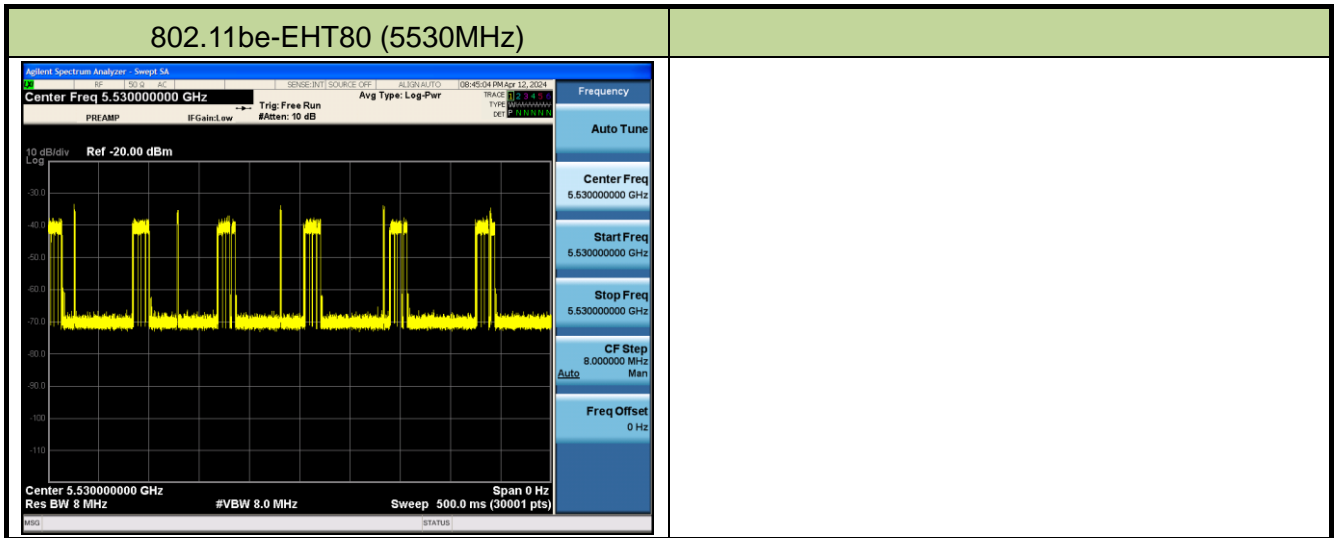 802.11be-EHT80 (5530MHz)
Agilent Spectrum Analyzer - Swept SA
RF 50 Ω AC SENSE:INT SOURCE OFF ALIGN AUTO 08:45:04 PM Apr 12, 2024
Center Freq 5.530000000 GHz
Avg Type: Log-Pwr
TRACE 1 2 3 4 5 6
TYPE
DET P N N N N N
PREAMP
IFGain:Low
Trig: Free Run
#Atten: 10 dB
10 dB/div Ref -20.00 dBm
Log
-30.0
-40.0
-50.0
-60.0
-70.0
-80.0
-90.0
-100
-110
Center 5.530000000 GHz Span 0 Hz
Res BW 8 MHz #VBW 8.0 MHz Sweep 500.0 ms (30001 pts)
MSG STATUS
Frequency
Auto Tune
Center Freq
5.530000000 GHz
Start Freq
5.530000000 GHz
Stop Freq
5.530000000 GHz
CF Step
8.000000 MHz
Auto Man
Freq Offset
0 Hz